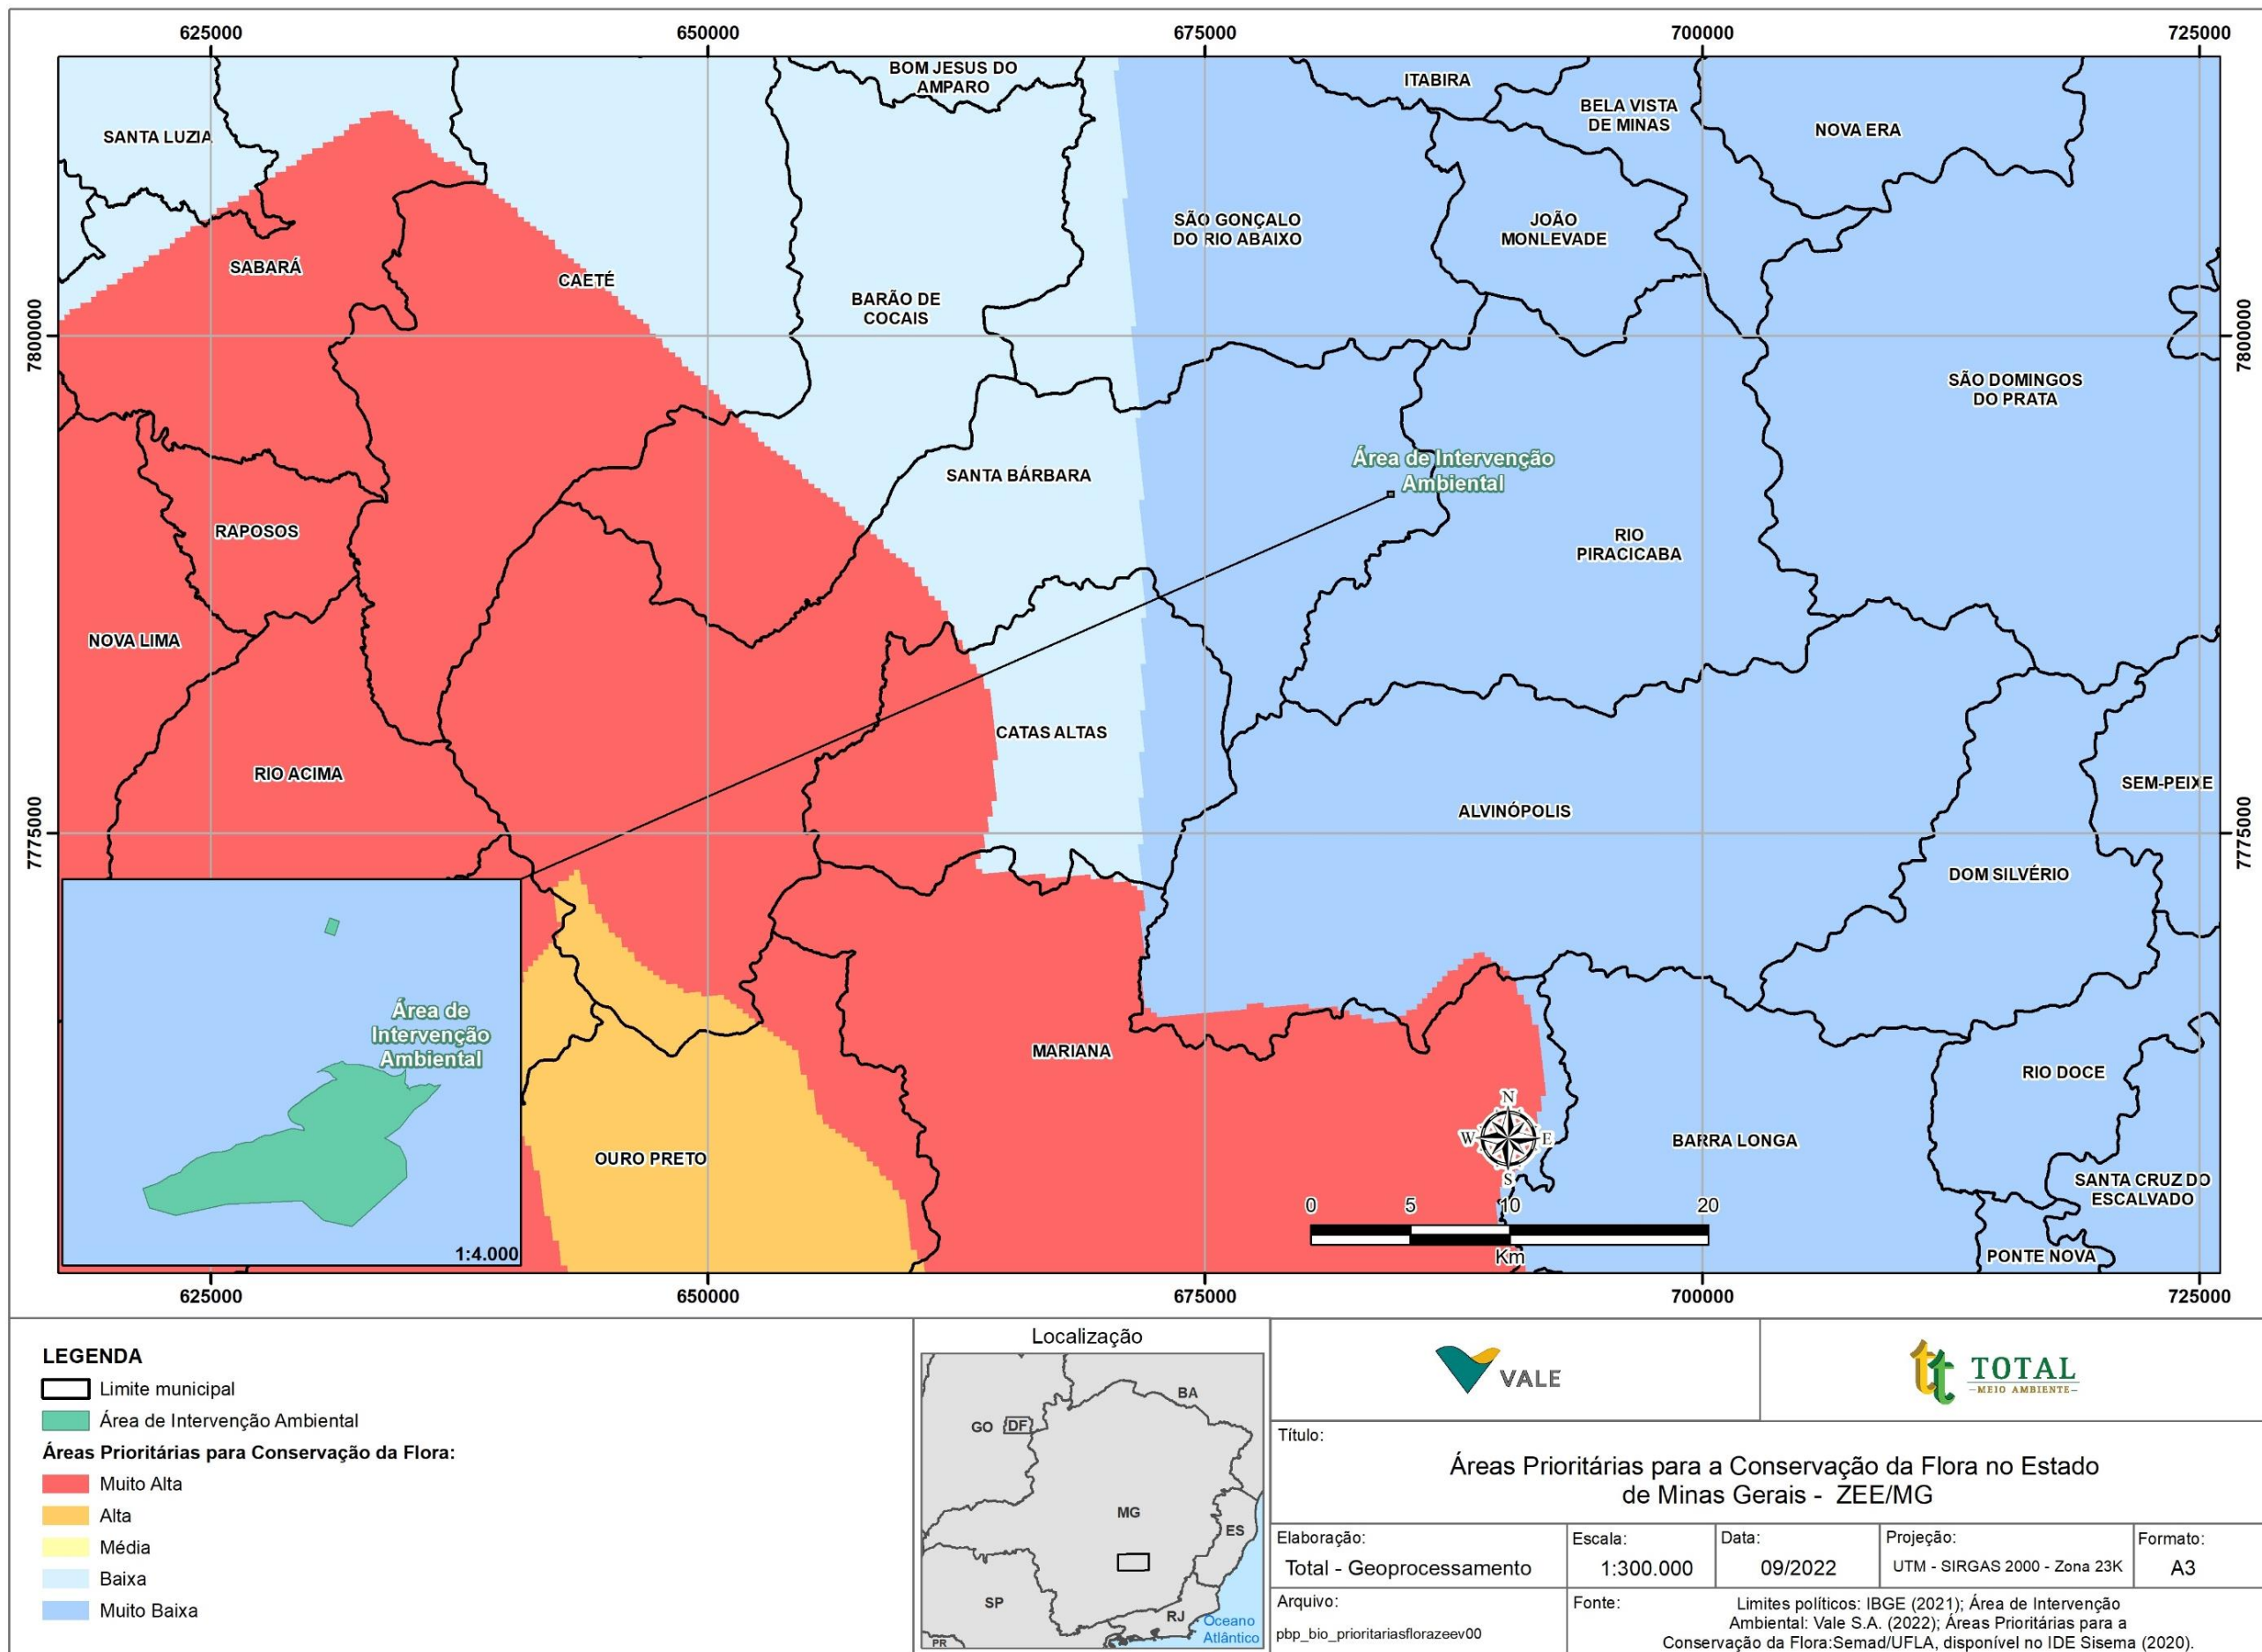 625000
650000
675000
700000
725000
BOM JESUS DO
AMPARO
ITABIRA
BELA VISTA
DE MINAS
NOVA ERA
SANTA LUZIA
SÃO GONÇALO
DO RIO ABAIXO
JOÃO
MONLEVADE
SABARÁ
CAETÉ
BARÃO DE
COCAIS
7800000
7800000
SÃO DOMINGOS
DO PRATA
SANTA BÁRBARA
Área de Intervenção
Ambiental
RAPOSOS
RIO
PIRACICABA
NOVA LIMA
CATAS ALTAS
RIO ACIMA
SEM-PEIXE
ALVINÓPOLIS
7775000
7775000
DOM SILVÉRIO
Área de
Intervenção
Ambiental
MARIANA
RIO DOCE
N
W
E
S
BARRA LONGA
OURO PRETO
SANTA CRUZ DO
ESCALVADO
0
5
10
20
Km
1:4.000
PONTE NOVA
625000
650000
675000
700000
725000
LEGENDA
Limite municipal
Área de Intervenção Ambiental
Áreas Prioritárias para Conservação da Flora:
Muito Alta
Alta
Média
Baixa
Muito Baixa
Localização
BA
GO
DF
MG
ES
SP
RJ
PR
Oceano
Atlântico
VALE
tt TOTAL
MEIO AMBIENTE
Título:
Áreas Prioritárias para a Conservação da Flora no Estado
de Minas Gerais - ZEE/MG
Elaboração:
Total - Geoprocessamento
Escala:
1:300.000
Data:
09/2022
Projeção:
UTM - SIRGAS 2000 - Zona 23K
Formato:
A3
Arquivo:
pbp_bio_prioritariasflorazeev00
Fonte:
Limites políticos: IBGE (2021); Área de Intervenção
Ambiental: Vale S.A. (2022); Áreas Prioritárias para a
Conservação da Flora:Semad/UFLA, disponível no IDE Sisema (2020).